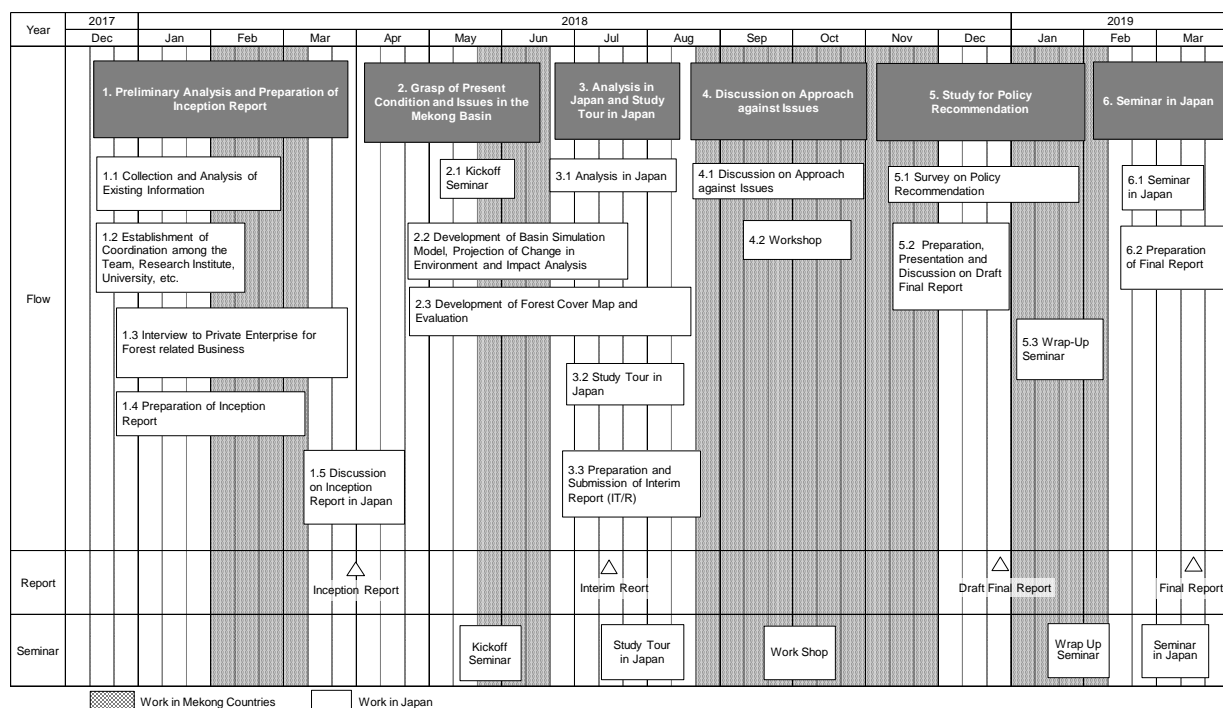 Year
2017
2018
2019
Dec
Jan
Feb
Mar
Apr
May
Jun
Jul
Aug
Sep
Oct
Nov
Dec
Jan
Feb
Mar
Flow
1. Preliminary Analysis and Preparation of
Inception Report
2. Grasp of Present
Condition and Issues in the
Mekong Basin
3. Analysis in
Japan and Study
Tour in Japan
4. Discussion on Approach
against Issues
5. Study for Policy
Recommendation
6. Seminar in Japan
1.1 Collection and Analysis of
Existing Information
1.2 Establishment of
Coordination among the
Team, Research Institute,
University, etc.
1.3 Interview to Private Enterprise for
Forest related Business
1.4 Preparation of Inception
Report
1.5 Discussion
on Inception
Report in Japan
2.1 Kickoff
Seminar
2.2 Development of Basin Simulation
Model, Projection of Change in
Environment and Impact Analysis
2.3 Development of Forest Cover Map and
Evaluation
3.1 Analysis in Japan
3.2 Study Tour in
Japan
3.3 Preparation and
Submission of Interim
Report (IT/R)
4.1 Discussion on Approach
against Issues
4.2 Workshop
5.1 Survey on Policy
Recommendation
5.2 Preparation,
Presentation and
Discussion on Draft
Final Report
5.3 Wrap-Up
Seminar
6.1 Seminar
in Japan
6.2 Preparation
of Final Report
Report
Inception Report
Interim Reort
Draft Final Report
Final Report
Seminar
Kickoff
Seminar
Study Tour
in Japan
Work Shop
Wrap Up
Seminar
Seminar
in Japan
Work in Mekong Countries
Work in Japan